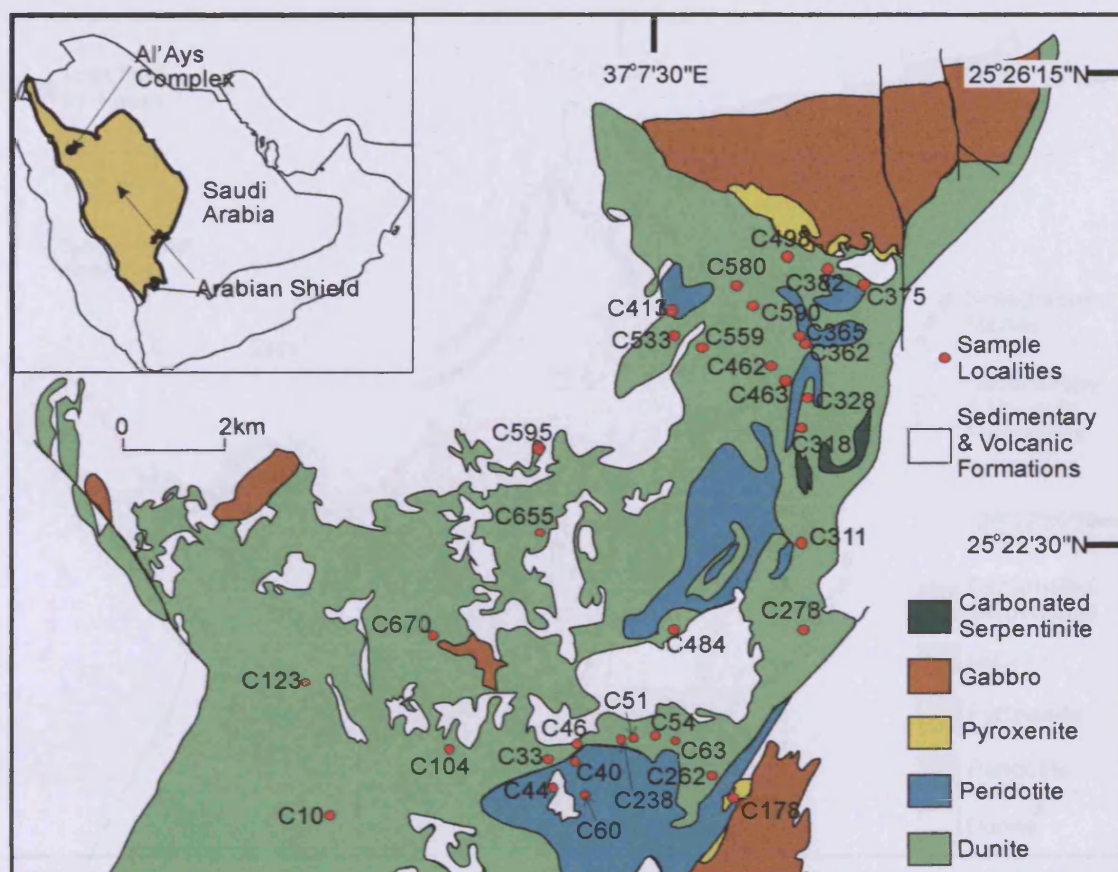 Al'Ays
Complex
Saudi
Arabia
Arabian Shield
37°7'30"E
25°26'15"N
C498
C580
C382
C375
C413
C590
C533
C559
C365
C362
C462
C463
C328
C318
Sample
Localities
Sedimentary
& Volcanic
Formations
0 2km
C595
C655
C311
25°22'30"N
C278
C670
C484
C123
C51
C46
C54
C33
C63
C104
C40
C262
C44
C238
C178
C10
C60
Carbonated
Serpentinite
Gabbro
Pyroxenite
Peridotite
Dunite